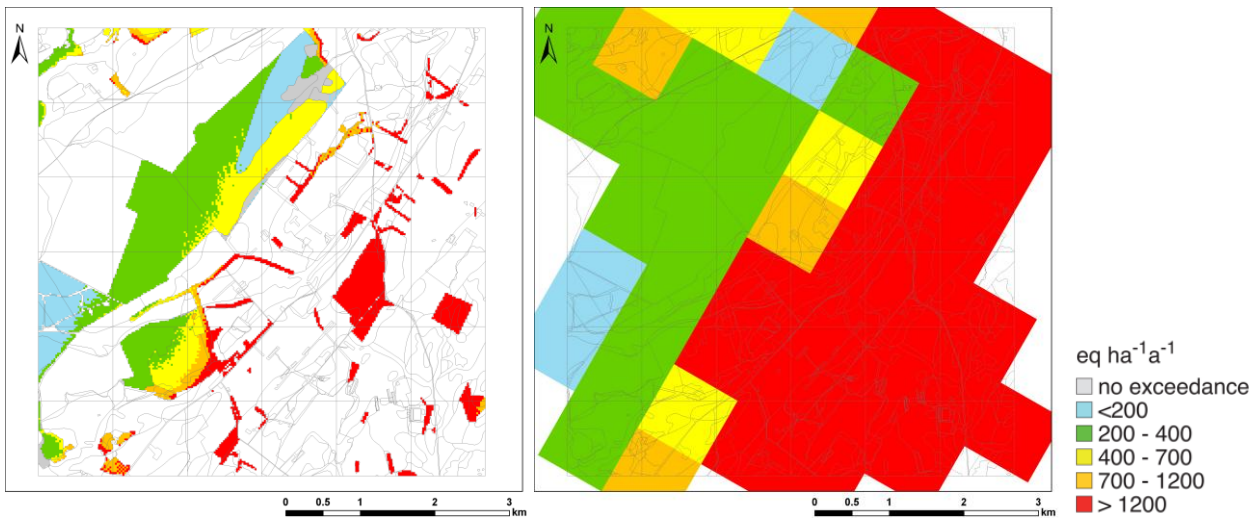 N
N
0 0.5 1 2 3
km
0 0.5 1 2 3
km
eq ha⁻¹a⁻¹
no exceedance
<200
200 - 400
400 - 700
700 - 1200
> 1200